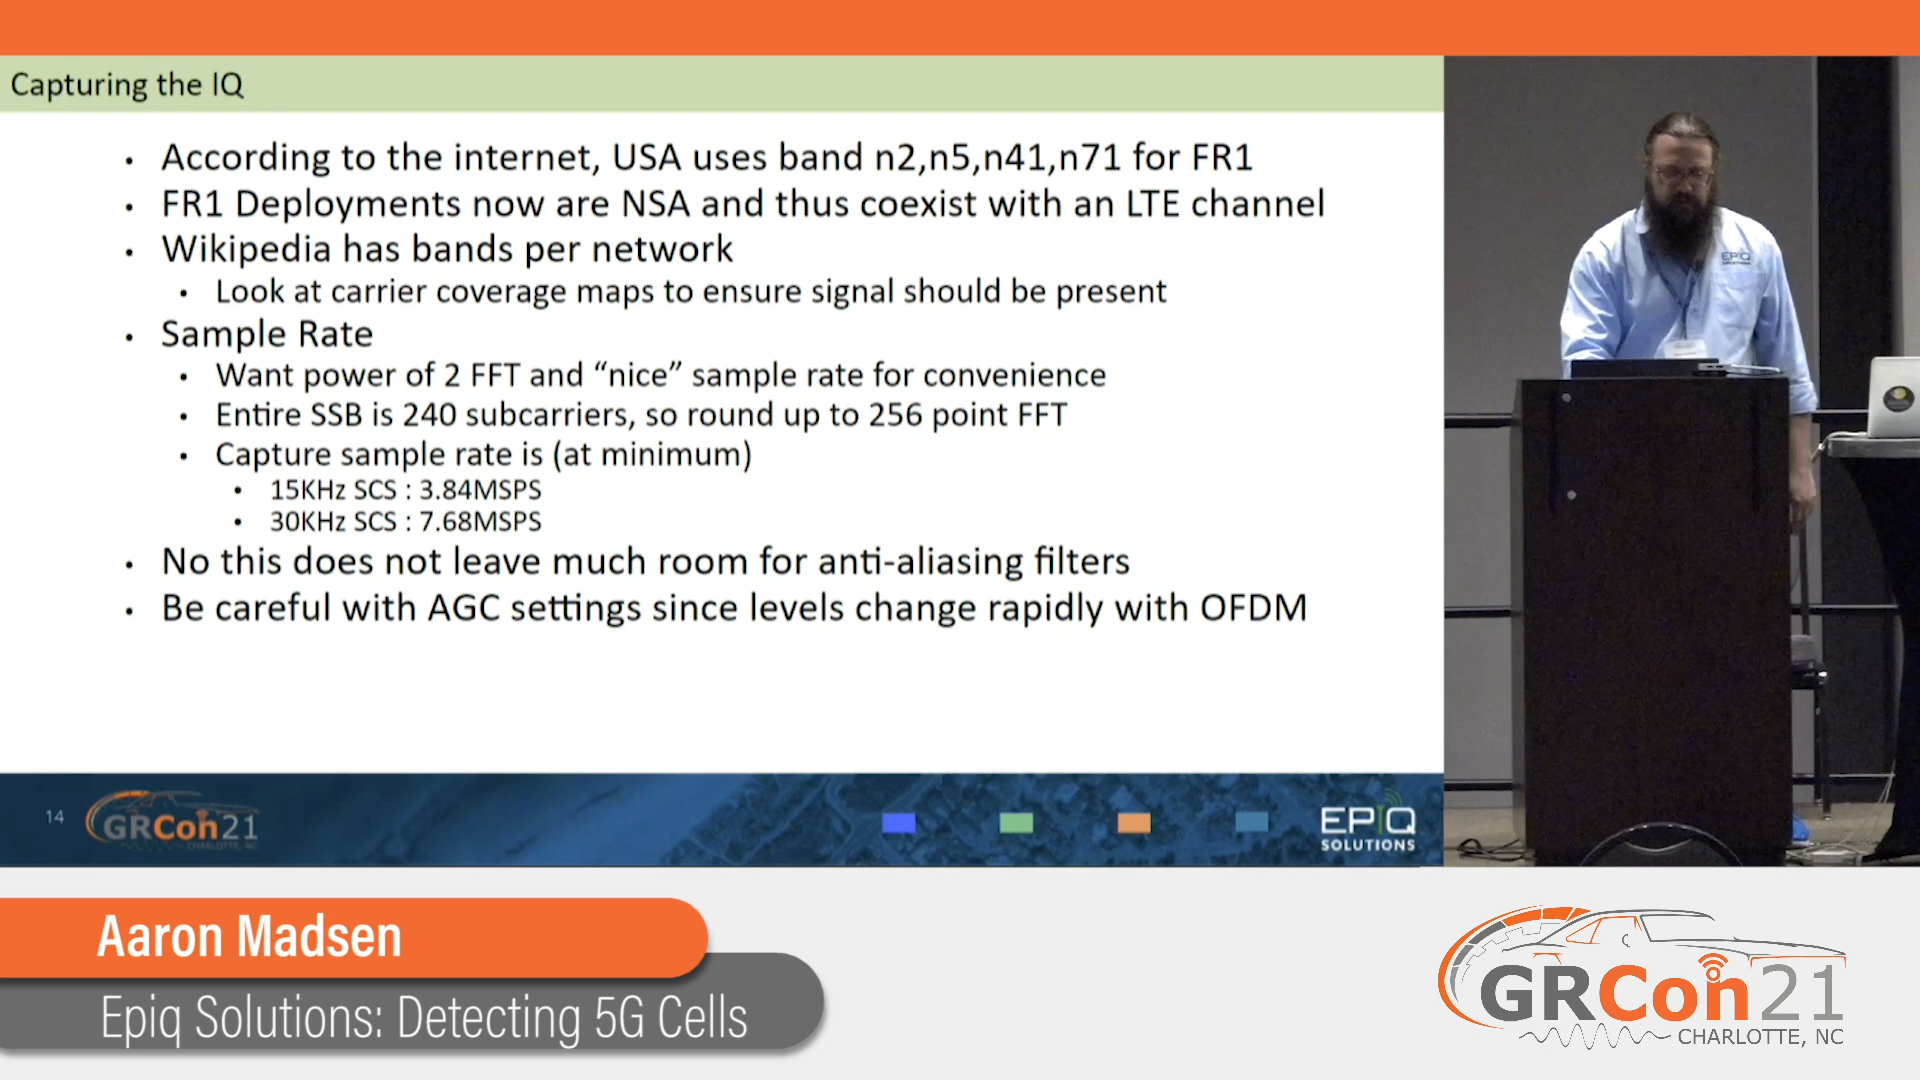 Capturing the IQ
• According to the internet, USA uses band n2,n5,n41,n71 for FR1
• FR1 Deployments now are NSA and thus coexist with an LTE channel
• Wikipedia has bands per network
• Look at carrier coverage maps to ensure signal should be present
• Sample Rate
• Want power of 2 FFT and “nice” sample rate for convenience
• Entire SSB is 240 subcarriers, so round up to 256 point FFT
• Capture sample rate is (at minimum)
• 15KHz SCS : 3.84MSPS
• 30KHz SCS : 7.68MSPS
• No this does not leave much room for anti-aliasing filters
• Be careful with AGC settings since levels change rapidly with OFDM
14
GRCon21
CHARLOTTE, NC
EPIQ
SOLUTIONS
EPIQ
Aaron Madsen
Epiq Solutions: Detecting 5G Cells
GRCon21
CHARLOTTE, NC